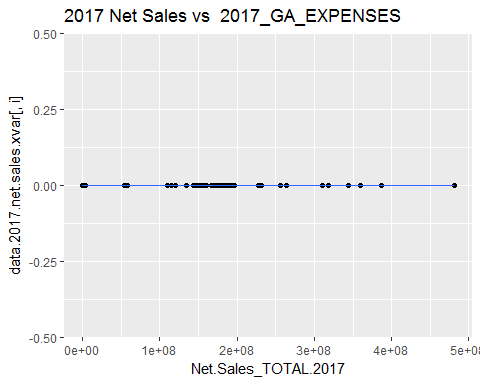 2017 Net Sales vs  2017_GA_EXPENSES
0.50
0.25
0.00
-0.25
-0.50
data.2017.net.sales.xvar[, i]
0e+00 1e+08 2e+08 3e+08 4e+08 5e+08
Net.Sales_TOTAL.2017